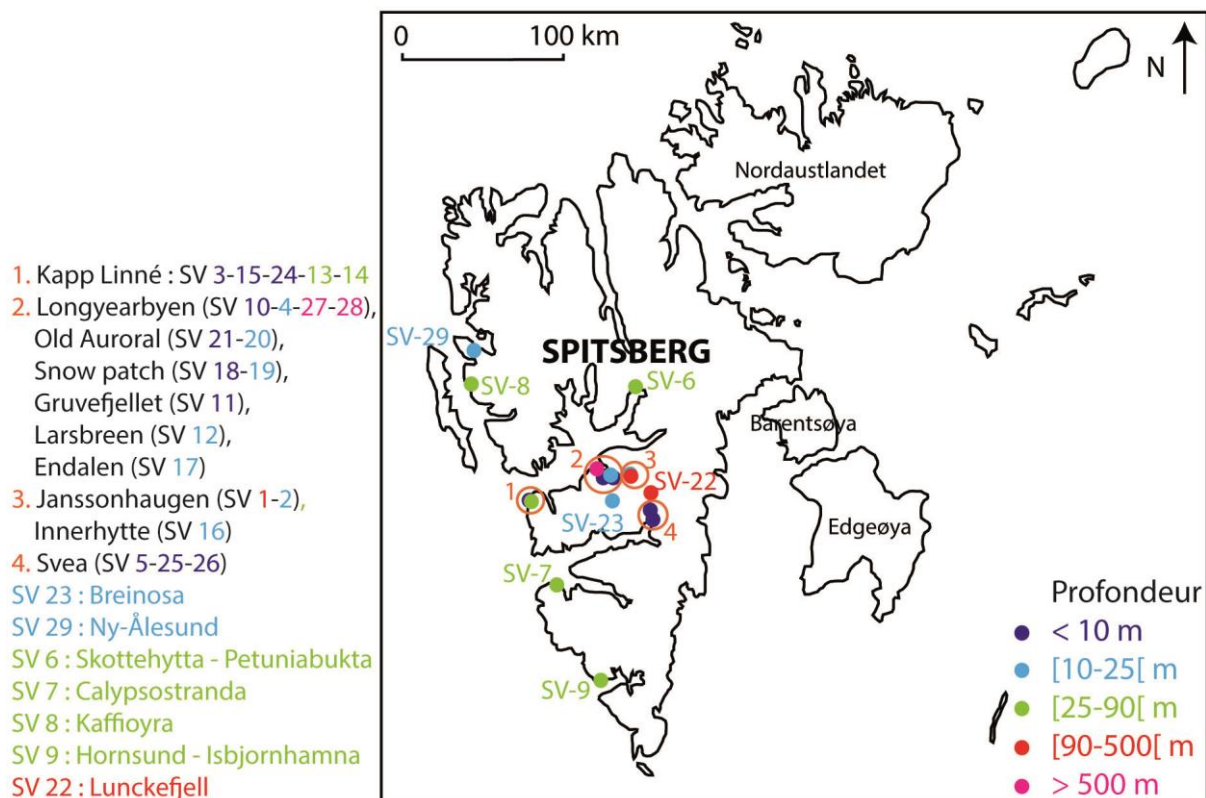 1. Kapp Linné : SV 3-15-24-13-14
2. Longyearbyen (SV 10-4-27-28),
Old Auroral (SV 21-20),
Snow patch (SV 18-19),
Gruvefjellet (SV 11),
Larsbreen (SV 12),
Endalen (SV 17)
3. Janssonhaugen (SV 1-2),
Innerhytte (SV 16)
4. Svea (SV 5-25-26)
SV 23 : Breinosa
SV 29 : Ny-Ålesund
SV 6 : Skottehytta - Petuniabukta
SV 7 : Calypsostranda
SV 8 : Kaffioyra
SV 9 : Hornsund - Isbjornhamna
SV 22 : Lunckefjell
0 100 km
N
Nordaustlandet
SV-29
SPITSBERG
SV-8
SV-6
Barentsøya
2
3
SV-22
1
SV-23
4
Edgeøya
SV-7
SV-9
Profondeur
< 10 m
[10-25[ m
[25-90[ m
[90-500[ m
> 500 m